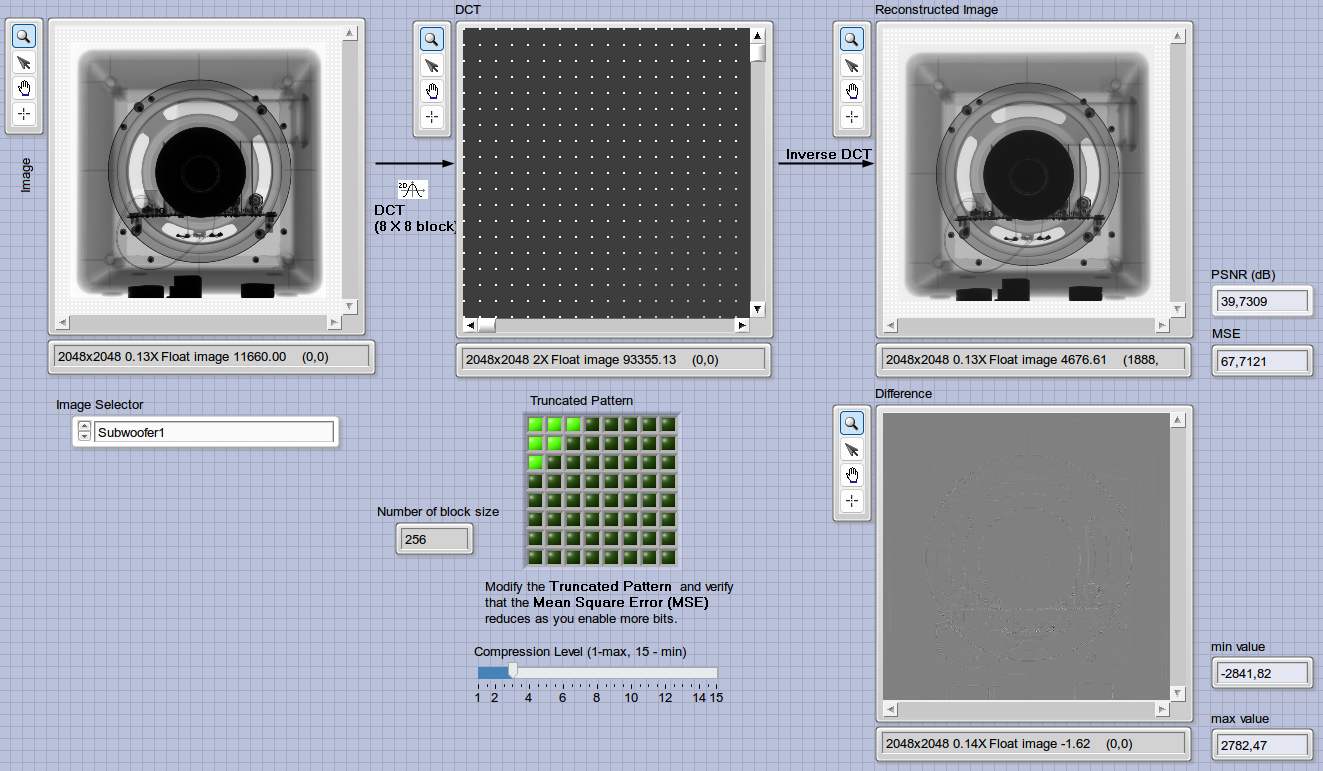 DCT
Reconstructed Image
Image
2D
DCT
(8 X 8 block)
Inverse DCT
2048x2048 0.13X Float image 11660.00 (0,0)
2048x2048 2X Float image 93355.13 (0,0)
2048x2048 0.13X Float image 4676.61 (1888,
PSNR (dB)
39,7309
MSE
67,7121
Image Selector
Subwoofer1
Truncated Pattern
Difference
Number of block size
256
Modify the Truncated Pattern and verify
that the Mean Square Error (MSE)
reduces as you enable more bits.
Compression Level (1-max, 15 - min)
1 2 4 6 8 10 12 14 15
min value
-2841,82
max value
2782,47
2048x2048 0.14X Float image -1.62 (0,0)